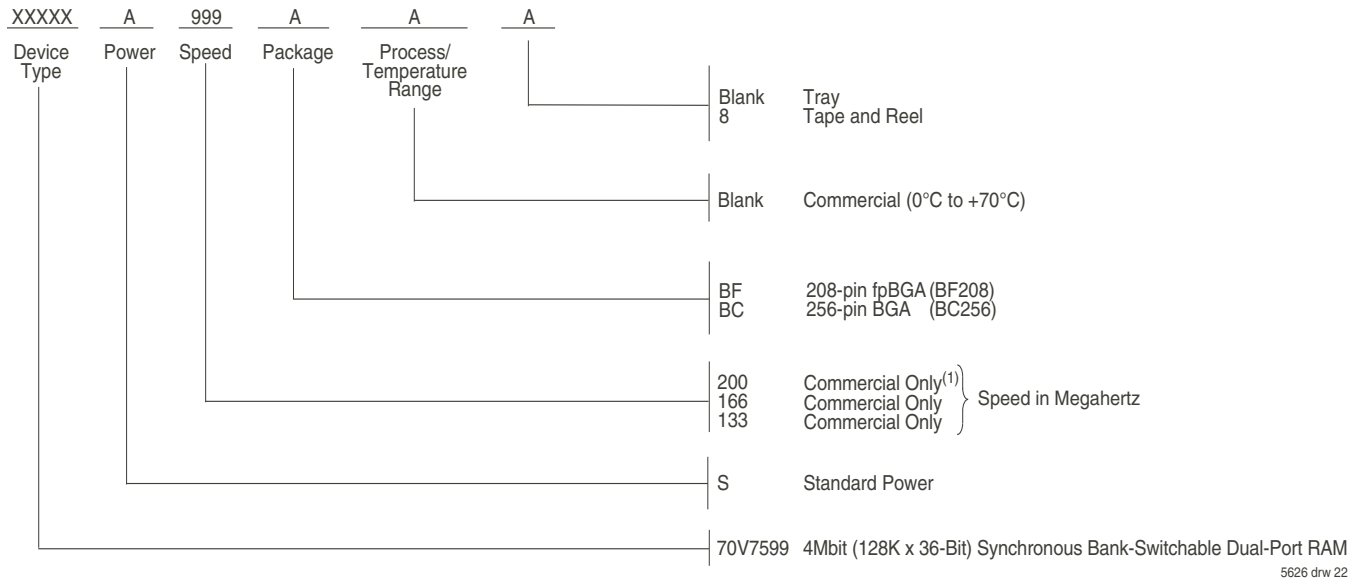 XXXXX A 999 A A A
Device Type Power Speed Package Process/ Temperature Range
Blank Tray
8 Tape and Reel
Blank Commercial (0°C to +70°C)
BF 208-pin fpBGA (BF208)
BC 256-pin BGA (BC256)
200 Commercial Only(1)
166 Commercial Only
133 Commercial Only
Speed in Megahertz
S Standard Power
70V7599 4Mbit (128K x 36-Bit) Synchronous Bank-Switchable Dual-Port RAM
5626 drw 22